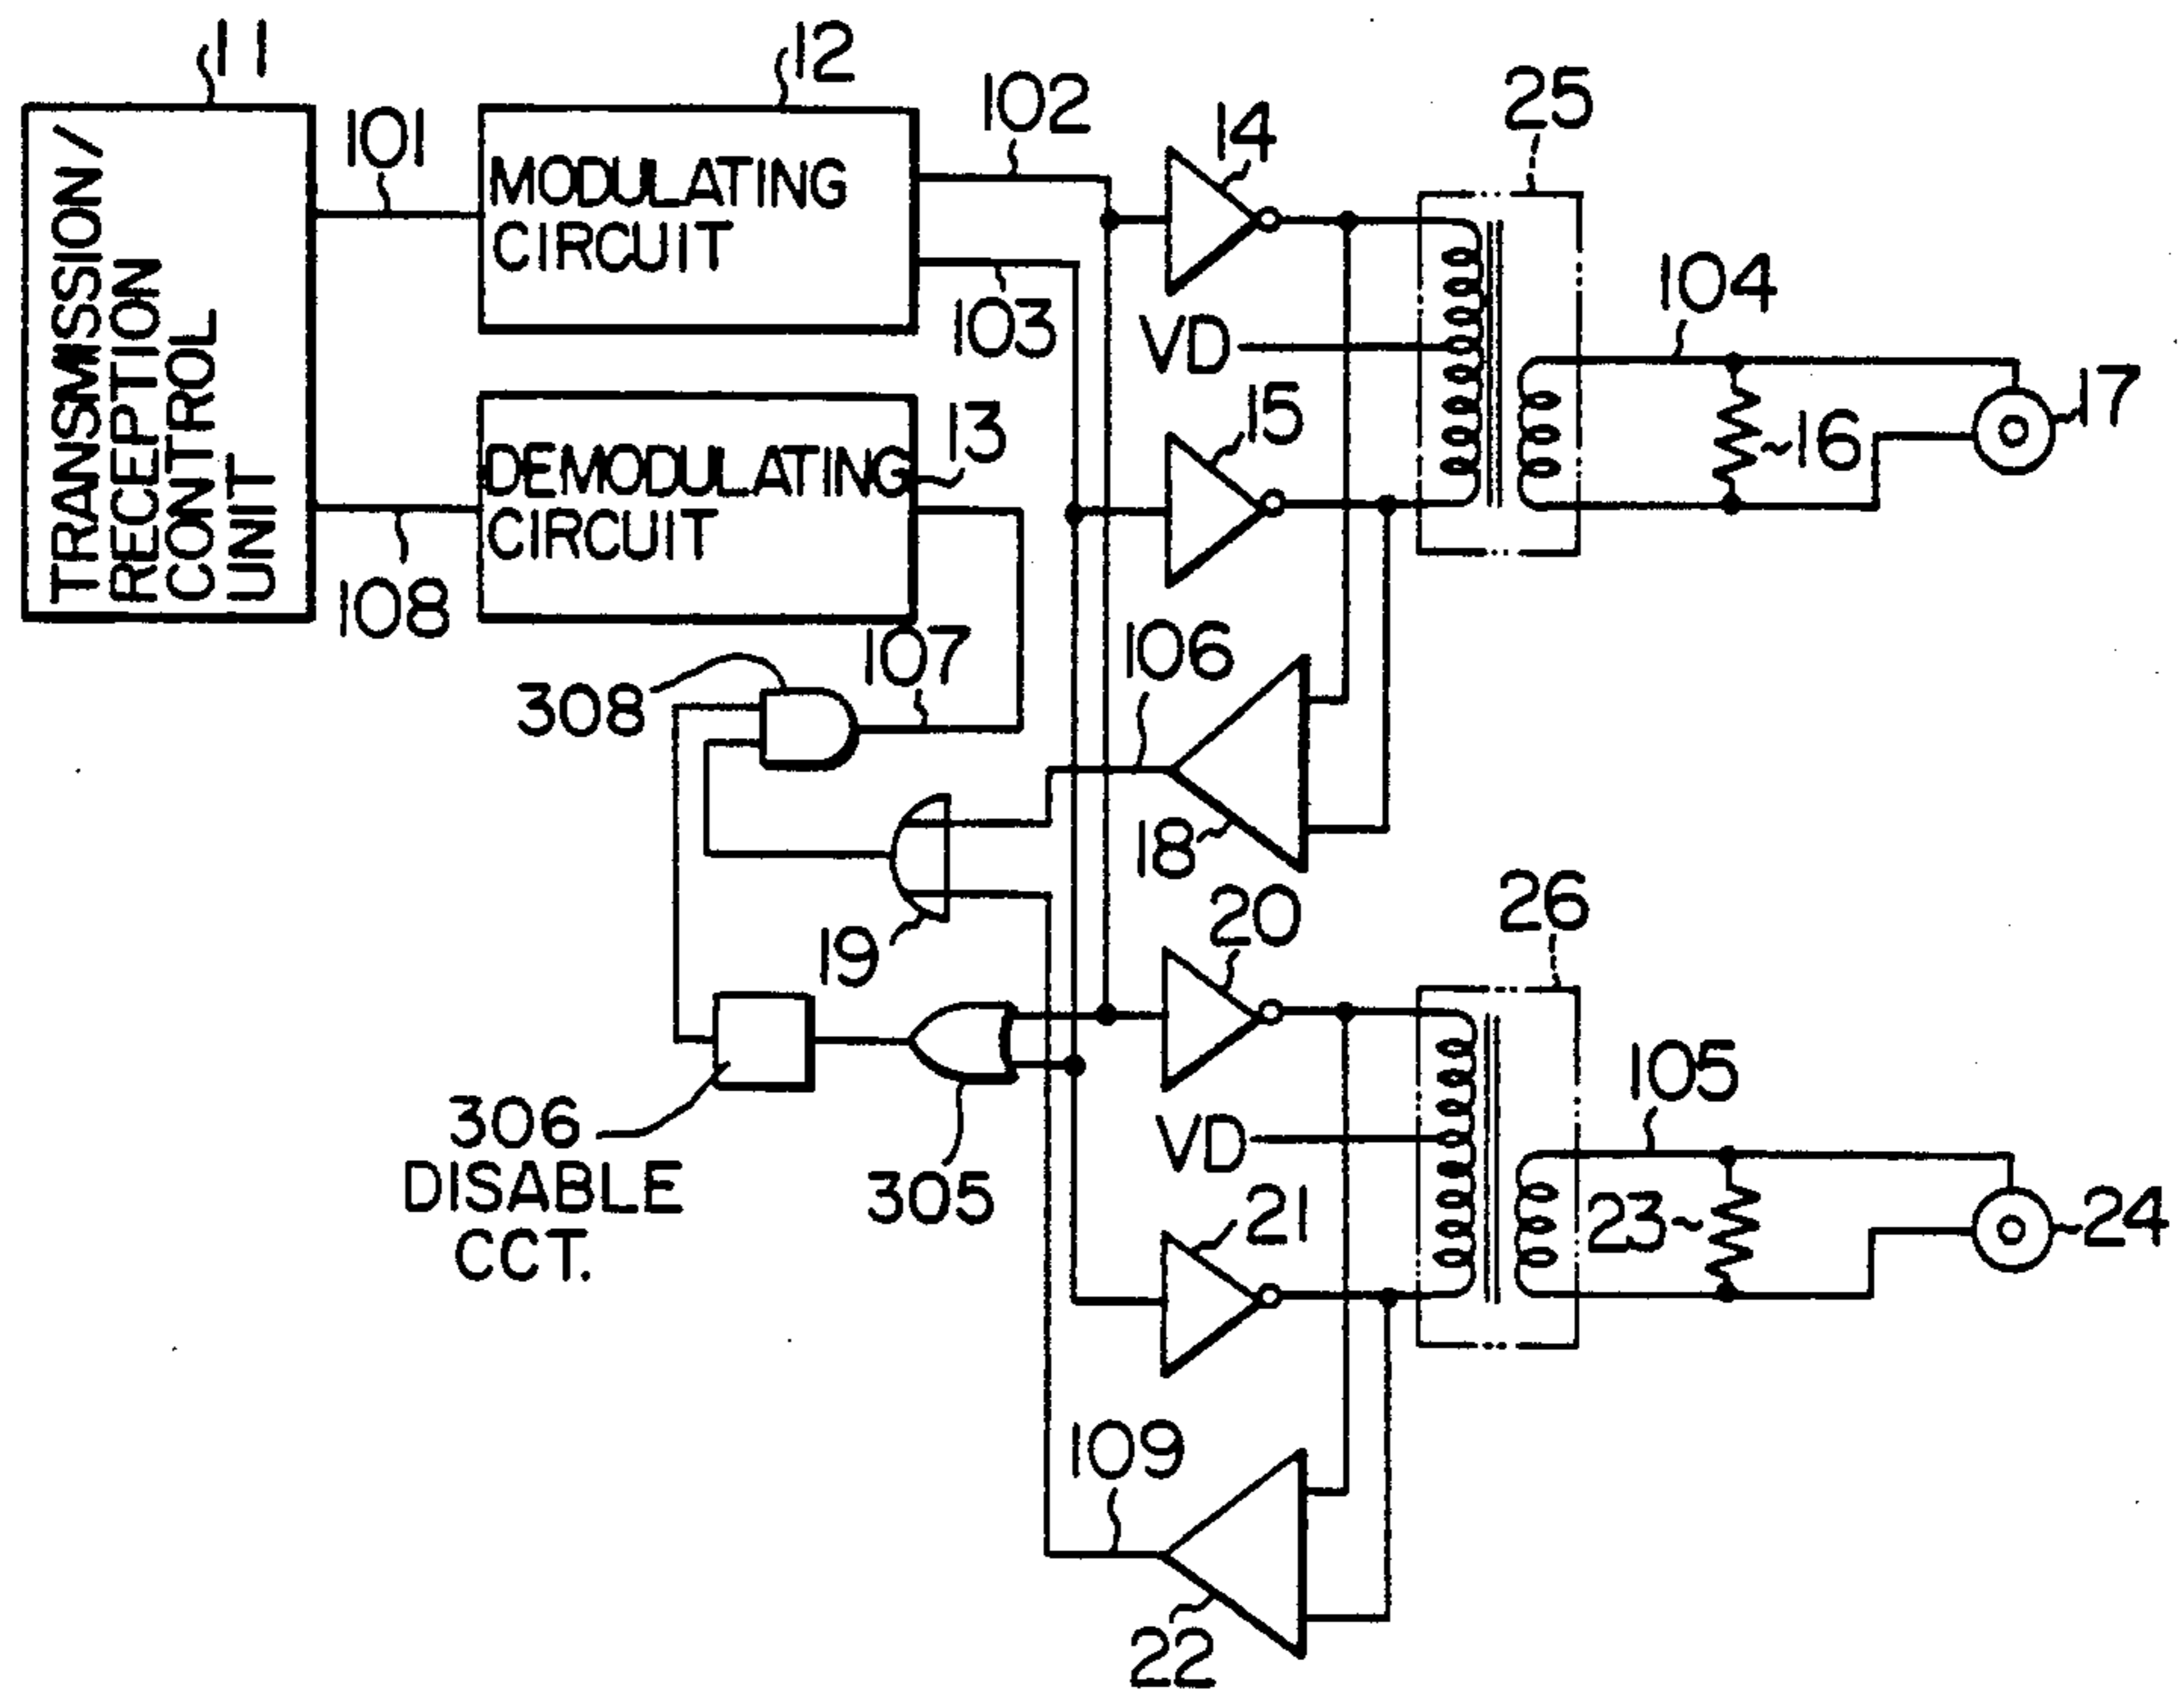 11
12
102
14
25
101
TRANSMISSION/
RECEPTION
CONTROL
UNIT
MODULATING
CIRCUIT
103
VD
104
17
15
16
13
DEMODULATING
CIRCUIT
108
107
106
308
18
19
20
26
306
DISABLE
CCT.
305
VD
105
21
23
24
109
22